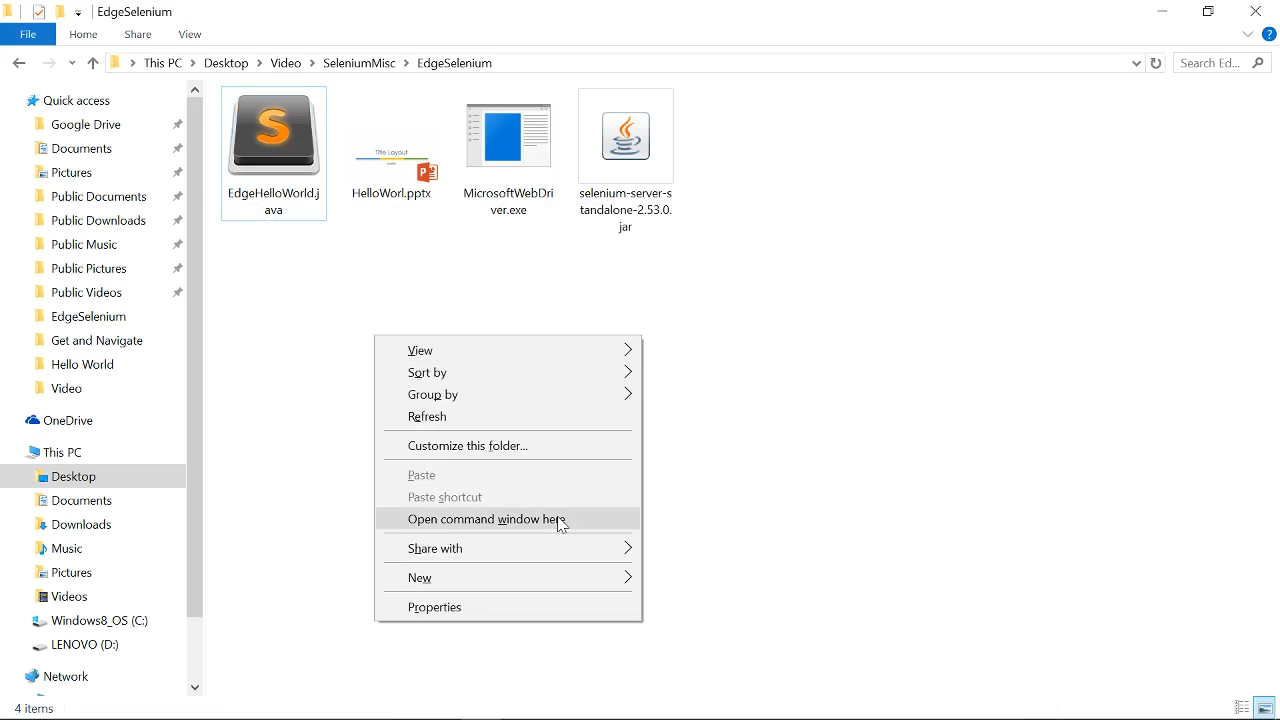 EdgeSelenium
File Home Share View
This PC Desktop Video SeleniumMisc EdgeSelenium
Search Ed...
Quick access
Google Drive
Documents
Pictures
Public Documents
Public Downloads
Public Music
Public Pictures
Public Videos
EdgeSelenium
Get and Navigate
Hello World
Video
OneDrive
This PC
Desktop
Documents
Downloads
Music
Pictures
Videos
Windows8_OS (C:)
LENOVO (D:)
Network
S
EdgeHelloWorld.j
ava
Title Layout
P
HelloWorl.pptx
MicrosoftWebDri
ver.exe
selenium-server-s
tandalone-2.53.0.
jar
View
Sort by
Group by
Refresh
Customize this folder...
Paste
Paste shortcut
Open command window here
Share with
New
Properties
4 items